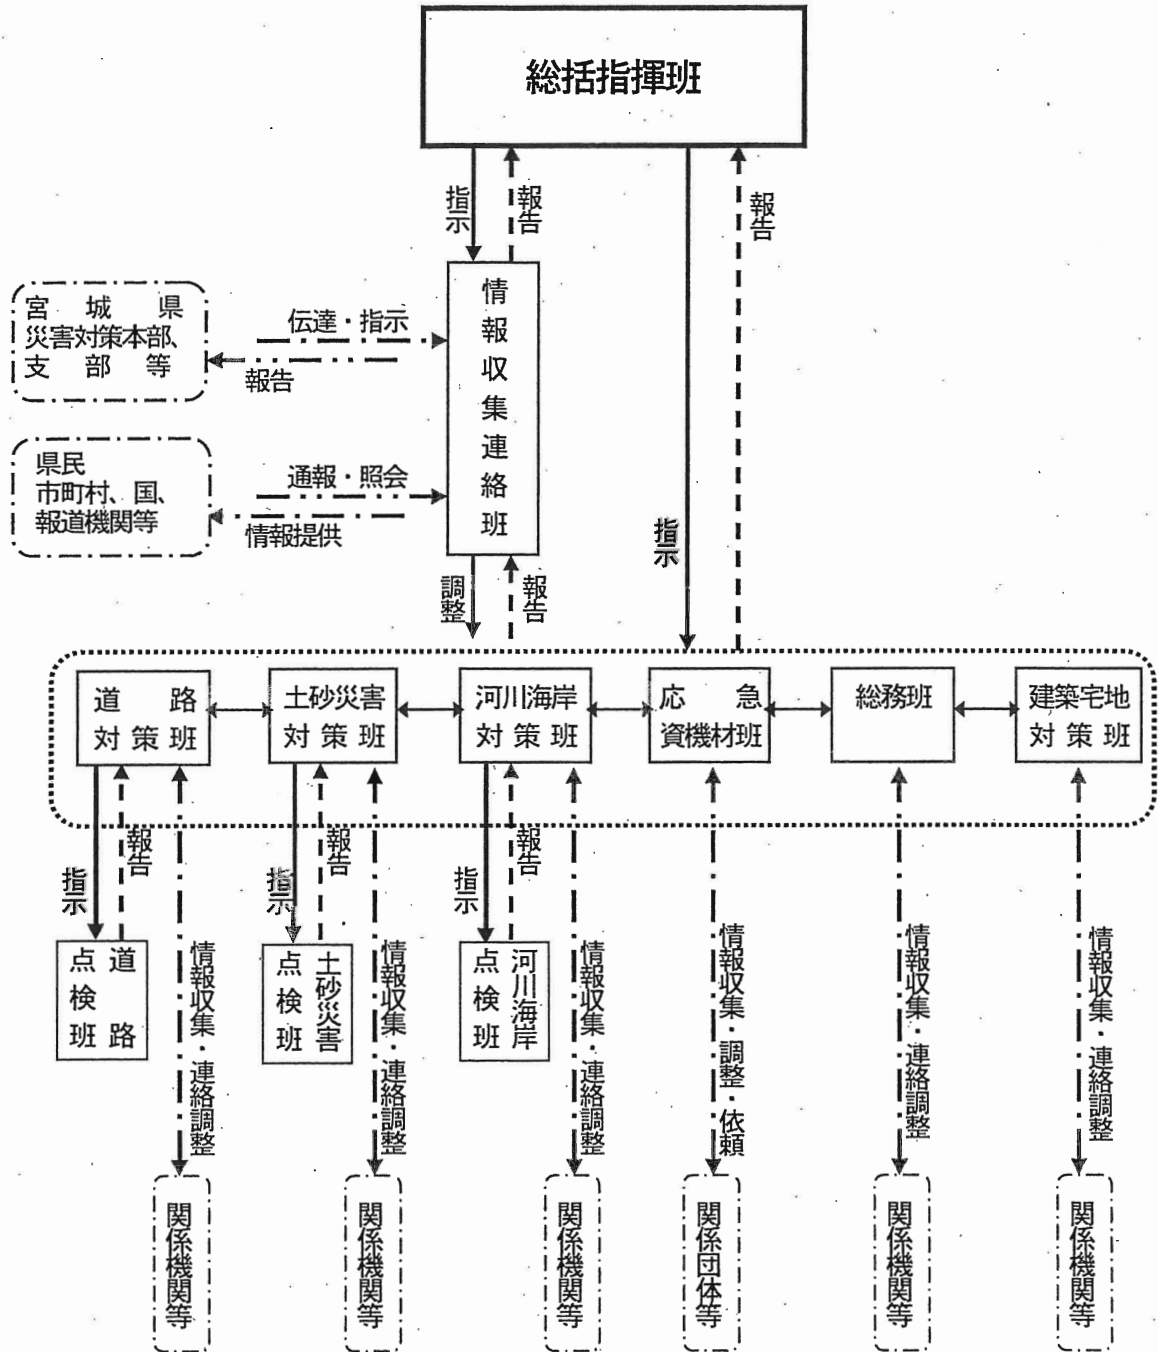 総括指揮班
指示
報告
指示
報告
情報収集連絡班
宮城県
災害対策本部、
支部等
伝達・指示
報告
県民
市町村、国、
報道機関等
通報・照会
情報提供
調整
報告
道路
対策班
土砂災害
対策班
河川海岸
対策班
応急
資機材班
総務班
建築宅地
対策班
指示
報告
指示
報告
指示
報告
道路
点検班
土砂災害
点検班
河川海岸
点検班
情報収集・連絡調整
情報収集・連絡調整
情報収集・連絡調整
情報収集・調整・依頼
情報収集・連絡調整
情報収集・連絡調整
関係機関等
関係機関等
関係機関等
関係団体等
関係機関等
関係機関等